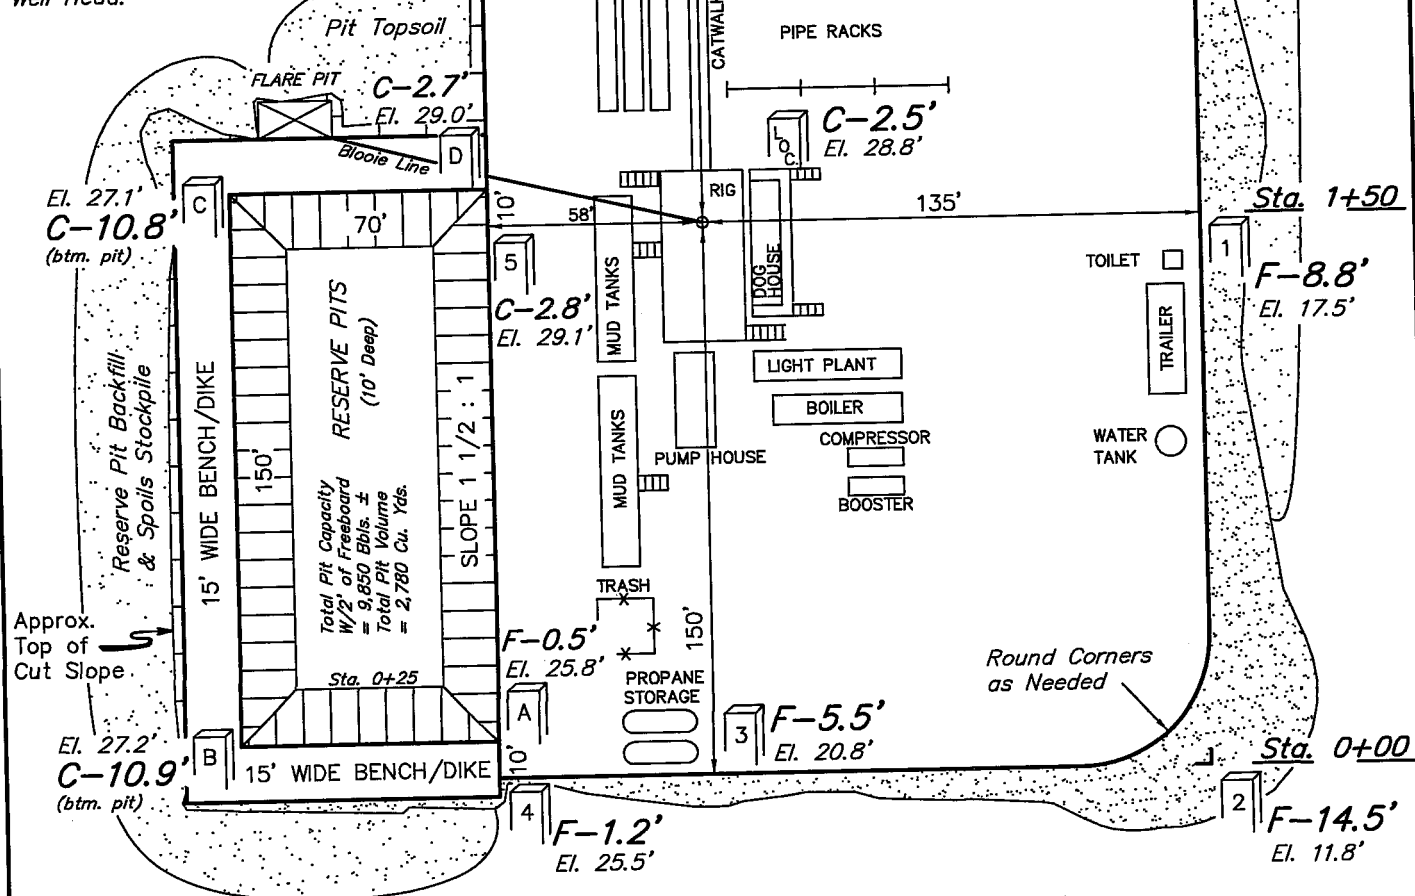 Well Head.
Pit Topsoil
CATWALK
PIPE RACKS
FLARE PIT
C-2.7'
El. 29.0'
Blooie Line
D
LOC.
C-2.5'
El. 28.8'
El. 27.1'
C-10.8'
(btm. pit)
C
70'
10'
58'
RIG
135'
Sta. 1+50
5
C-2.8'
El. 29.1'
MUD TANKS
DOG HOUSE
TOILET
1
F-8.8'
El. 17.5'
TRAILER
RESERVE PITS
(10' Deep)
SLOPE 1 1/2 : 1
Reserve Pit Backfill
& Spoils Stockpile
15' WIDE BENCH/DIKE
150'
LIGHT PLANT
BOILER
COMPRESSOR
BOOSTER
PUMP HOUSE
MUD TANKS
WATER
TANK
Total Pit Capacity
W/2' of Freeboard
= 9,850 Bbls. ±
Total Pit Volume
= 2,780 Cu. Yds.
TRASH
150'
Approx.
Top of
Cut Slope
F-0.5'
El. 25.8'
A
Sta. 0+25
PROPANE
STORAGE
Round Corners
as Needed
El. 27.2'
C-10.9'
(btm. pit)
B
15' WIDE BENCH/DIKE
10'
3
F-5.5'
El. 20.8'
Sta. 0+00
4
F-1.2'
El. 25.5'
2
F-14.5'
El. 11.8'